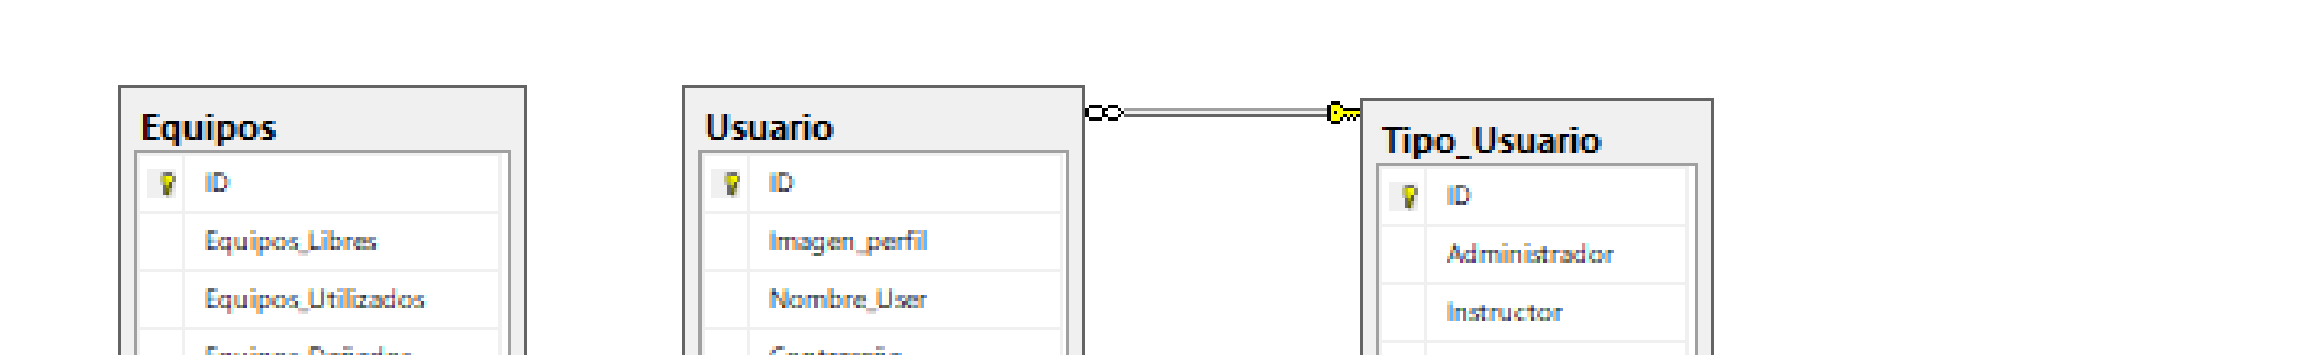 Equipos
ID
Equipos_Libres
Equipos_Utilizados
Usuario
ID
Imagen_perfil
Nombre_User
Tipo_Usuario
ID
Administrador
Instructor